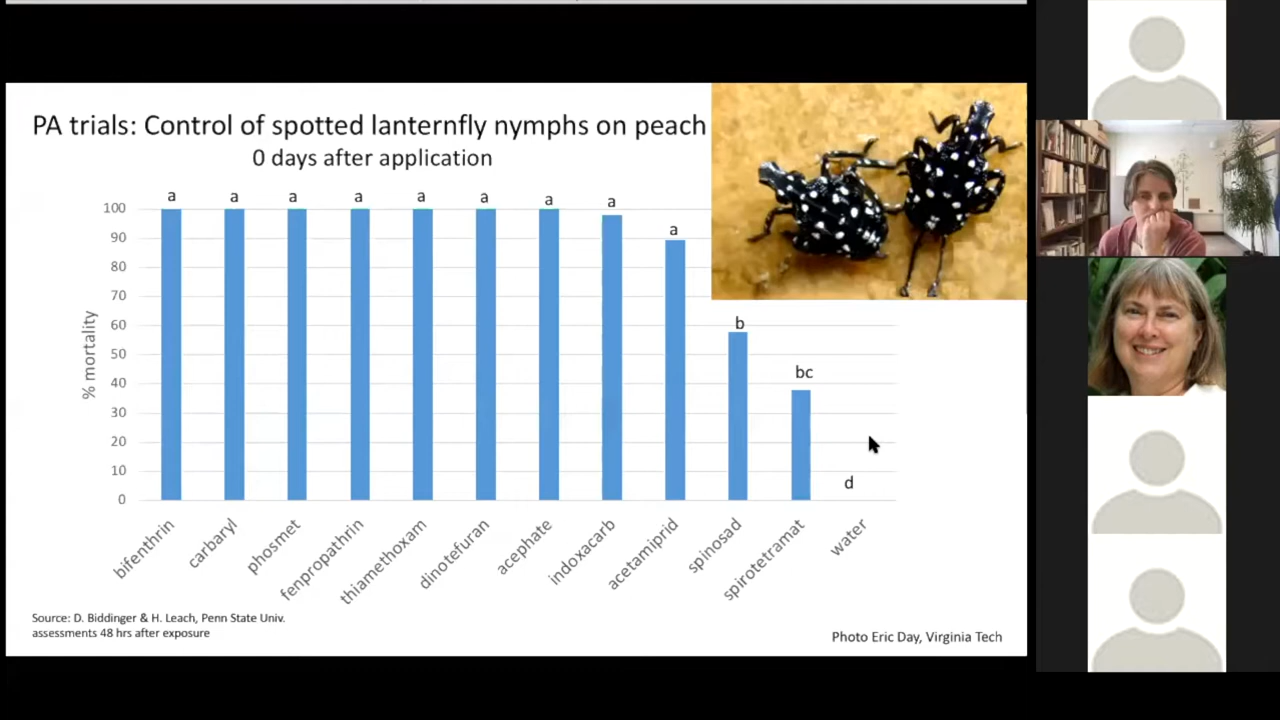 PA trials: Control of spotted lanternfly nymphs on peach
0 days after application
a a a a a a a a a b bc d
100
90
80
70
60
50
40
30
20
10
0
% mortality
bifenthrin
carbaryl
phosmet
fenpropathrin
thiamethoxam
dinotefuran
acephate
indoxacarb
acetamiprid
spinosad
spirotetramat
water
Source: D. Biddinger & H. Leach, Penn State Univ.
assessments 48 hrs after exposure
Photo Eric Day, Virginia Tech